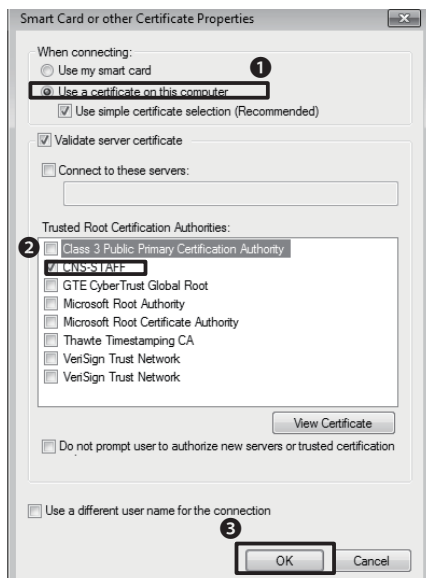 Smart Card or other Certificate Properties
When connecting:
Use my smart card
1
Use a certificate on this computer
Use simple certificate selection (Recommended)
Validate server certificate
Connect to these servers:
Trusted Root Certification Authorities:
2
Class 3 Public Primary Certification Authority
CNS-STAFF
GTE CyberTrust Global Root
Microsoft Root Authority
Microsoft Root Certificate Authority
Thawte Timestamping CA
VeriSign Trust Network
VeriSign Trust Network
View Certificate
Do not prompt user to authorize new servers or trusted certification
Use a different user name for the connection
3
OK Cancel